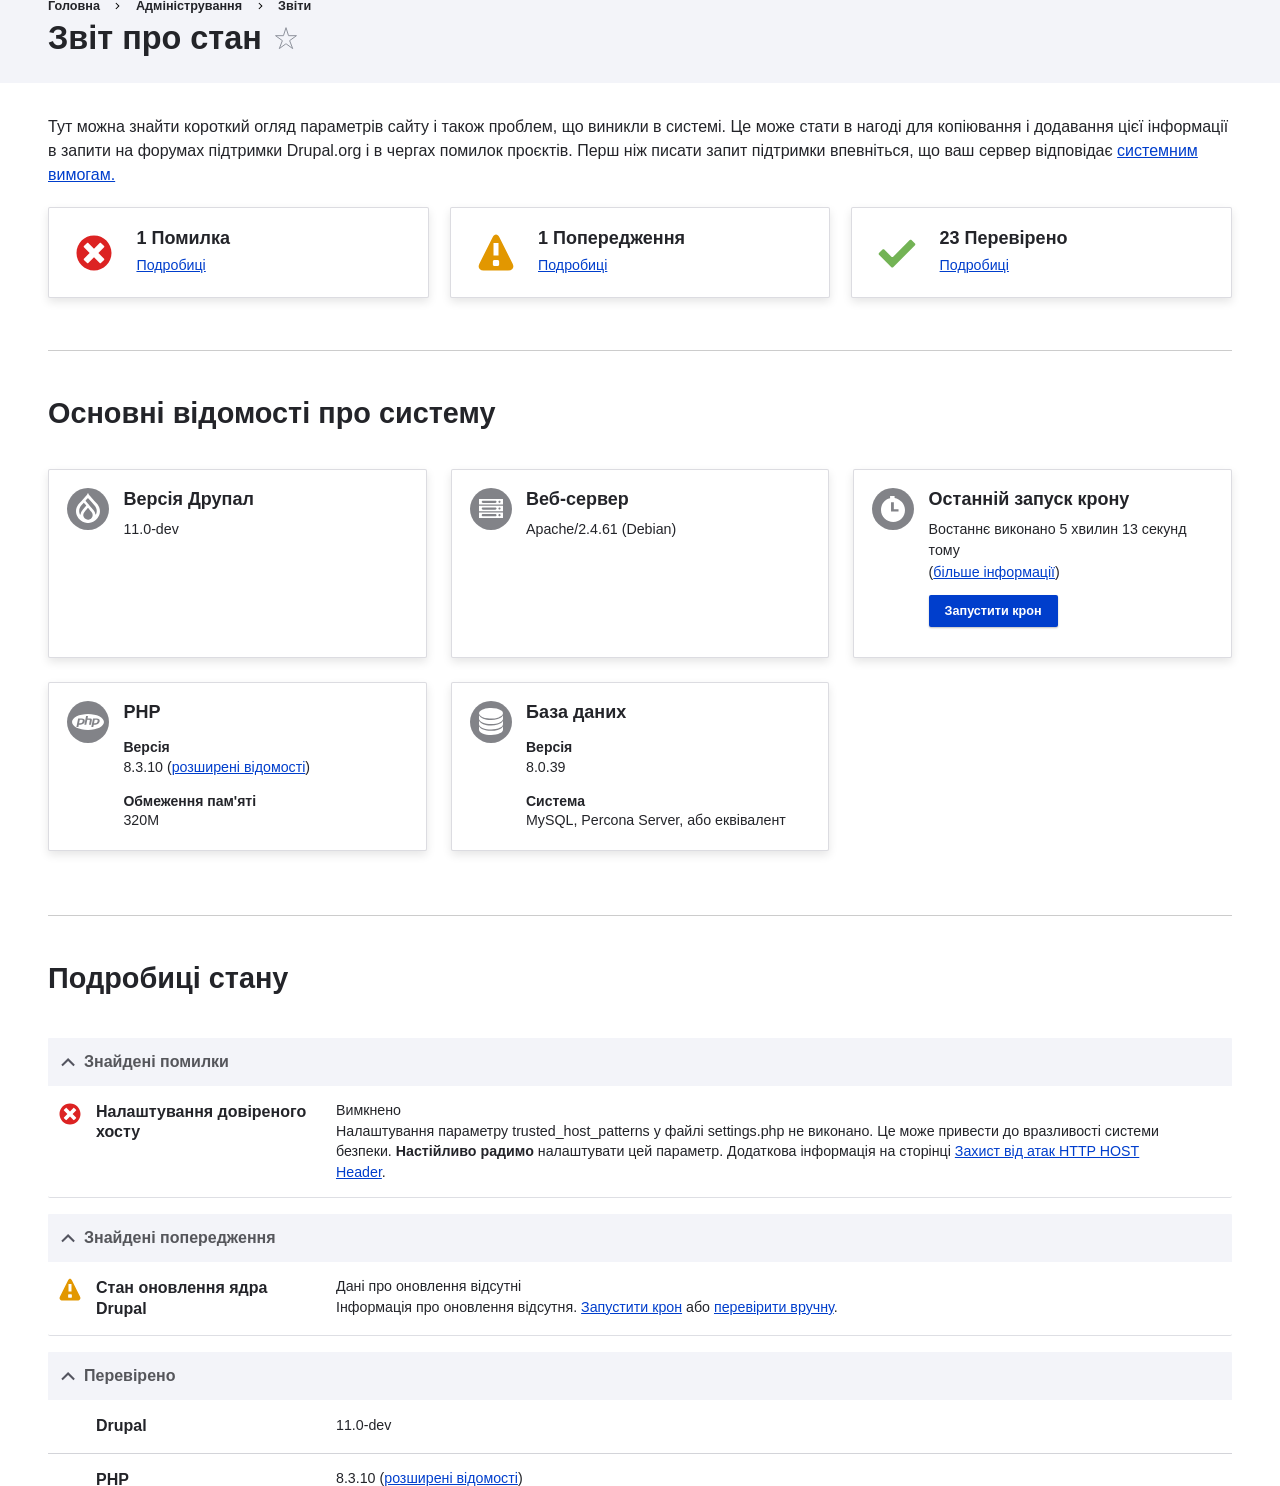 Головна > Адміністрування > Звіти
Звіт про стан
Тут можна знайти короткий огляд параметрів сайту і також проблем, що виникли в системі. Це може стати в нагоді для копіювання і додавання цієї інформації
в запити на форумах підтримки Drupal.org і в чергах помилок проєктів. Перш ніж писати запит підтримки впевніться, що ваш сервер відповідає системним
вимогам.
1 Помилка
Подробиці
1 Попередження
Подробиці
23 Перевірено
Подробиці
Основні відомості про систему
Версія Друпал
11.0-dev
Веб-сервер
Apache/2.4.61 (Debian)
Останній запуск крону
Востаннє виконано 5 хвилин 13 секунд
тому
(більше інформації)
Запустити крон
php
PHP
Версія
8.3.10 (розширені відомості)
Обмеження пам'яті
320M
База даних
Версія
8.0.39
Система
MySQL, Percona Server, або еквівалент
Подробиці стану
Знайдені помилки
Налаштування довіреного
хосту
Вимкнено
Налаштування параметру trusted_host_patterns у файлі settings.php не виконано. Це може привести до вразливості системи
безпеки. Настійливо радимо налаштувати цей параметр. Додаткова інформація на сторінці Захист від атак HTTP HOST
Header.
Знайдені попередження
Стан оновлення ядра
Drupal
Дані про оновлення відсутні
Інформація про оновлення відсутня. Запустити крон або перевірити вручну.
Перевірено
Drupal
11.0-dev
PHP
8.3.10 (розширені відомості)